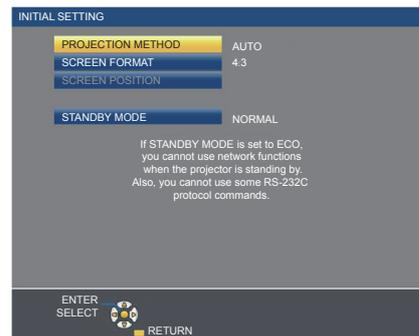 INITIAL SETTING
PROJECTION METHOD AUTO
SCREEN FORMAT 4:3
SCREEN POSITION
STANDBY MODE NORMAL
If STANDBY MODE is set to ECO,
you cannot use network functions
when the projector is standing by.
Also, you cannot use some RS-232C
protocol commands.
ENTER
SELECT
RETURN